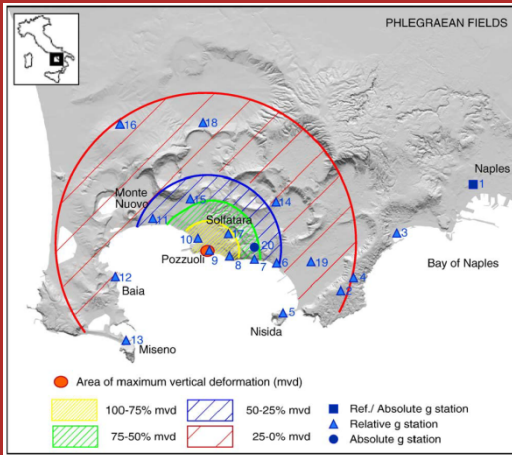 PHLEGRAEAN FIELDS
16
18
Naples
1
Monte
Nuovo
15
14
11
Solfatara
17
3
10
20
Pozzuoli
9
8
7
6
19
Bay of Naples
12
4
Baia
2
5
Nisida
13
Miseno
Area of maximum vertical deformation (mvd)
100-75% mvd
50-25% mvd
Ref./ Absolute g station
Relative g station
75-50% mvd
25-0% mvd
Absolute g station